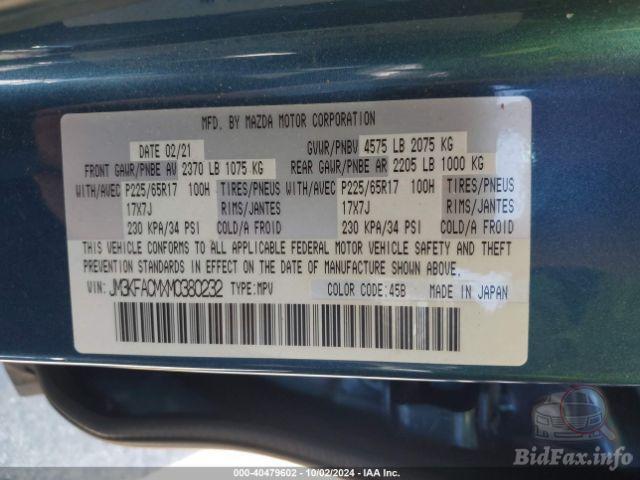 MFD. BY MAZDA MOTOR CORPORATION
DATE 02/21 GVWR/PNBV 4575 LB 2075 KG
FRONT GAWR/PNBE AV 2370 LB 1075 KG REAR GAWR/PNBE AR 2205 LB 1000 KG
WITH/AVEC P225/65R17 100H TIRES/PNEUS WITH/AVEC P225/65R17 100H TIRES/PNEUS
17X7J RIMS/JANTES 17X7J RIMS/JANTES
230 KPA/34 PSI COLD/A FROID 230 KPA/34 PSI COLD/A FROID
THIS VEHICLE CONFORMS TO ALL APPLICABLE FEDERAL MOTOR VEHICLE SAFETY AND THEFT
PREVENTION STANDARDS IN EFFECT ON THE DATE OF MANUFACTURE SHOWN ABOVE.
VIN: JM3KFACMXM0380232 TYPE:MPV COLOR CODE:45B MADE IN JAPAN
000-40479602 - 10/02/2024 - IAA Inc.
BidFax.info